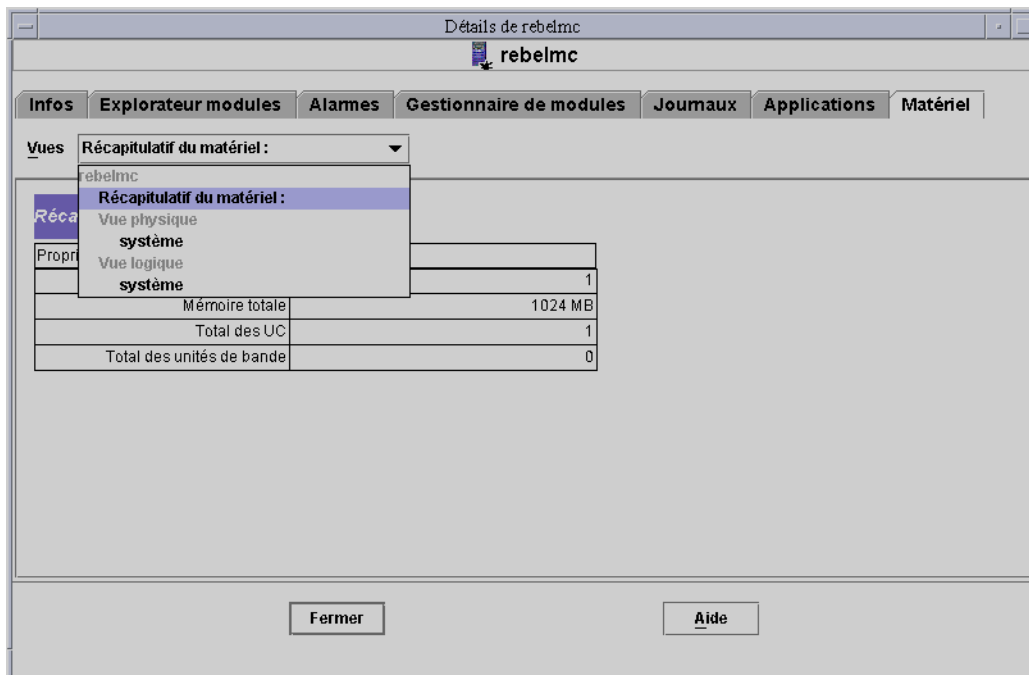 Détails de rebelmc
rebelmc
Infos Explorateur modules Alarmes Gestionnaire de modules Journaux Applications Matériel
Vues Récapitulatif du matériel :
rebelmc
Récapitulatif du matériel :
Vue physique
système
Vue logique
système
1
Mémoire totale 1024 MB
Total des UC 1
Total des unités de bande 0
Fermer Aide